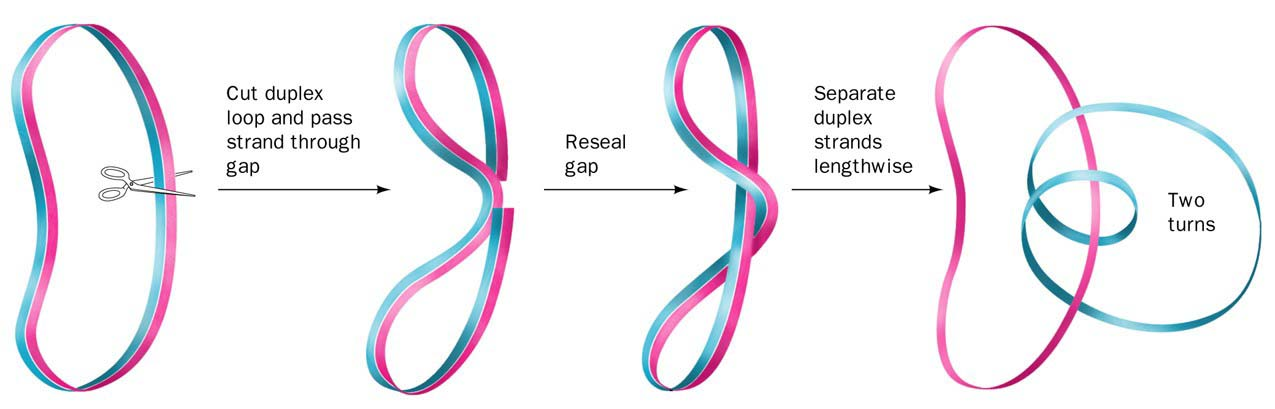 Cut duplex
loop and pass
strand through
gap
Reseal
gap
Separate
duplex
strands
lengthwise
Two
turns